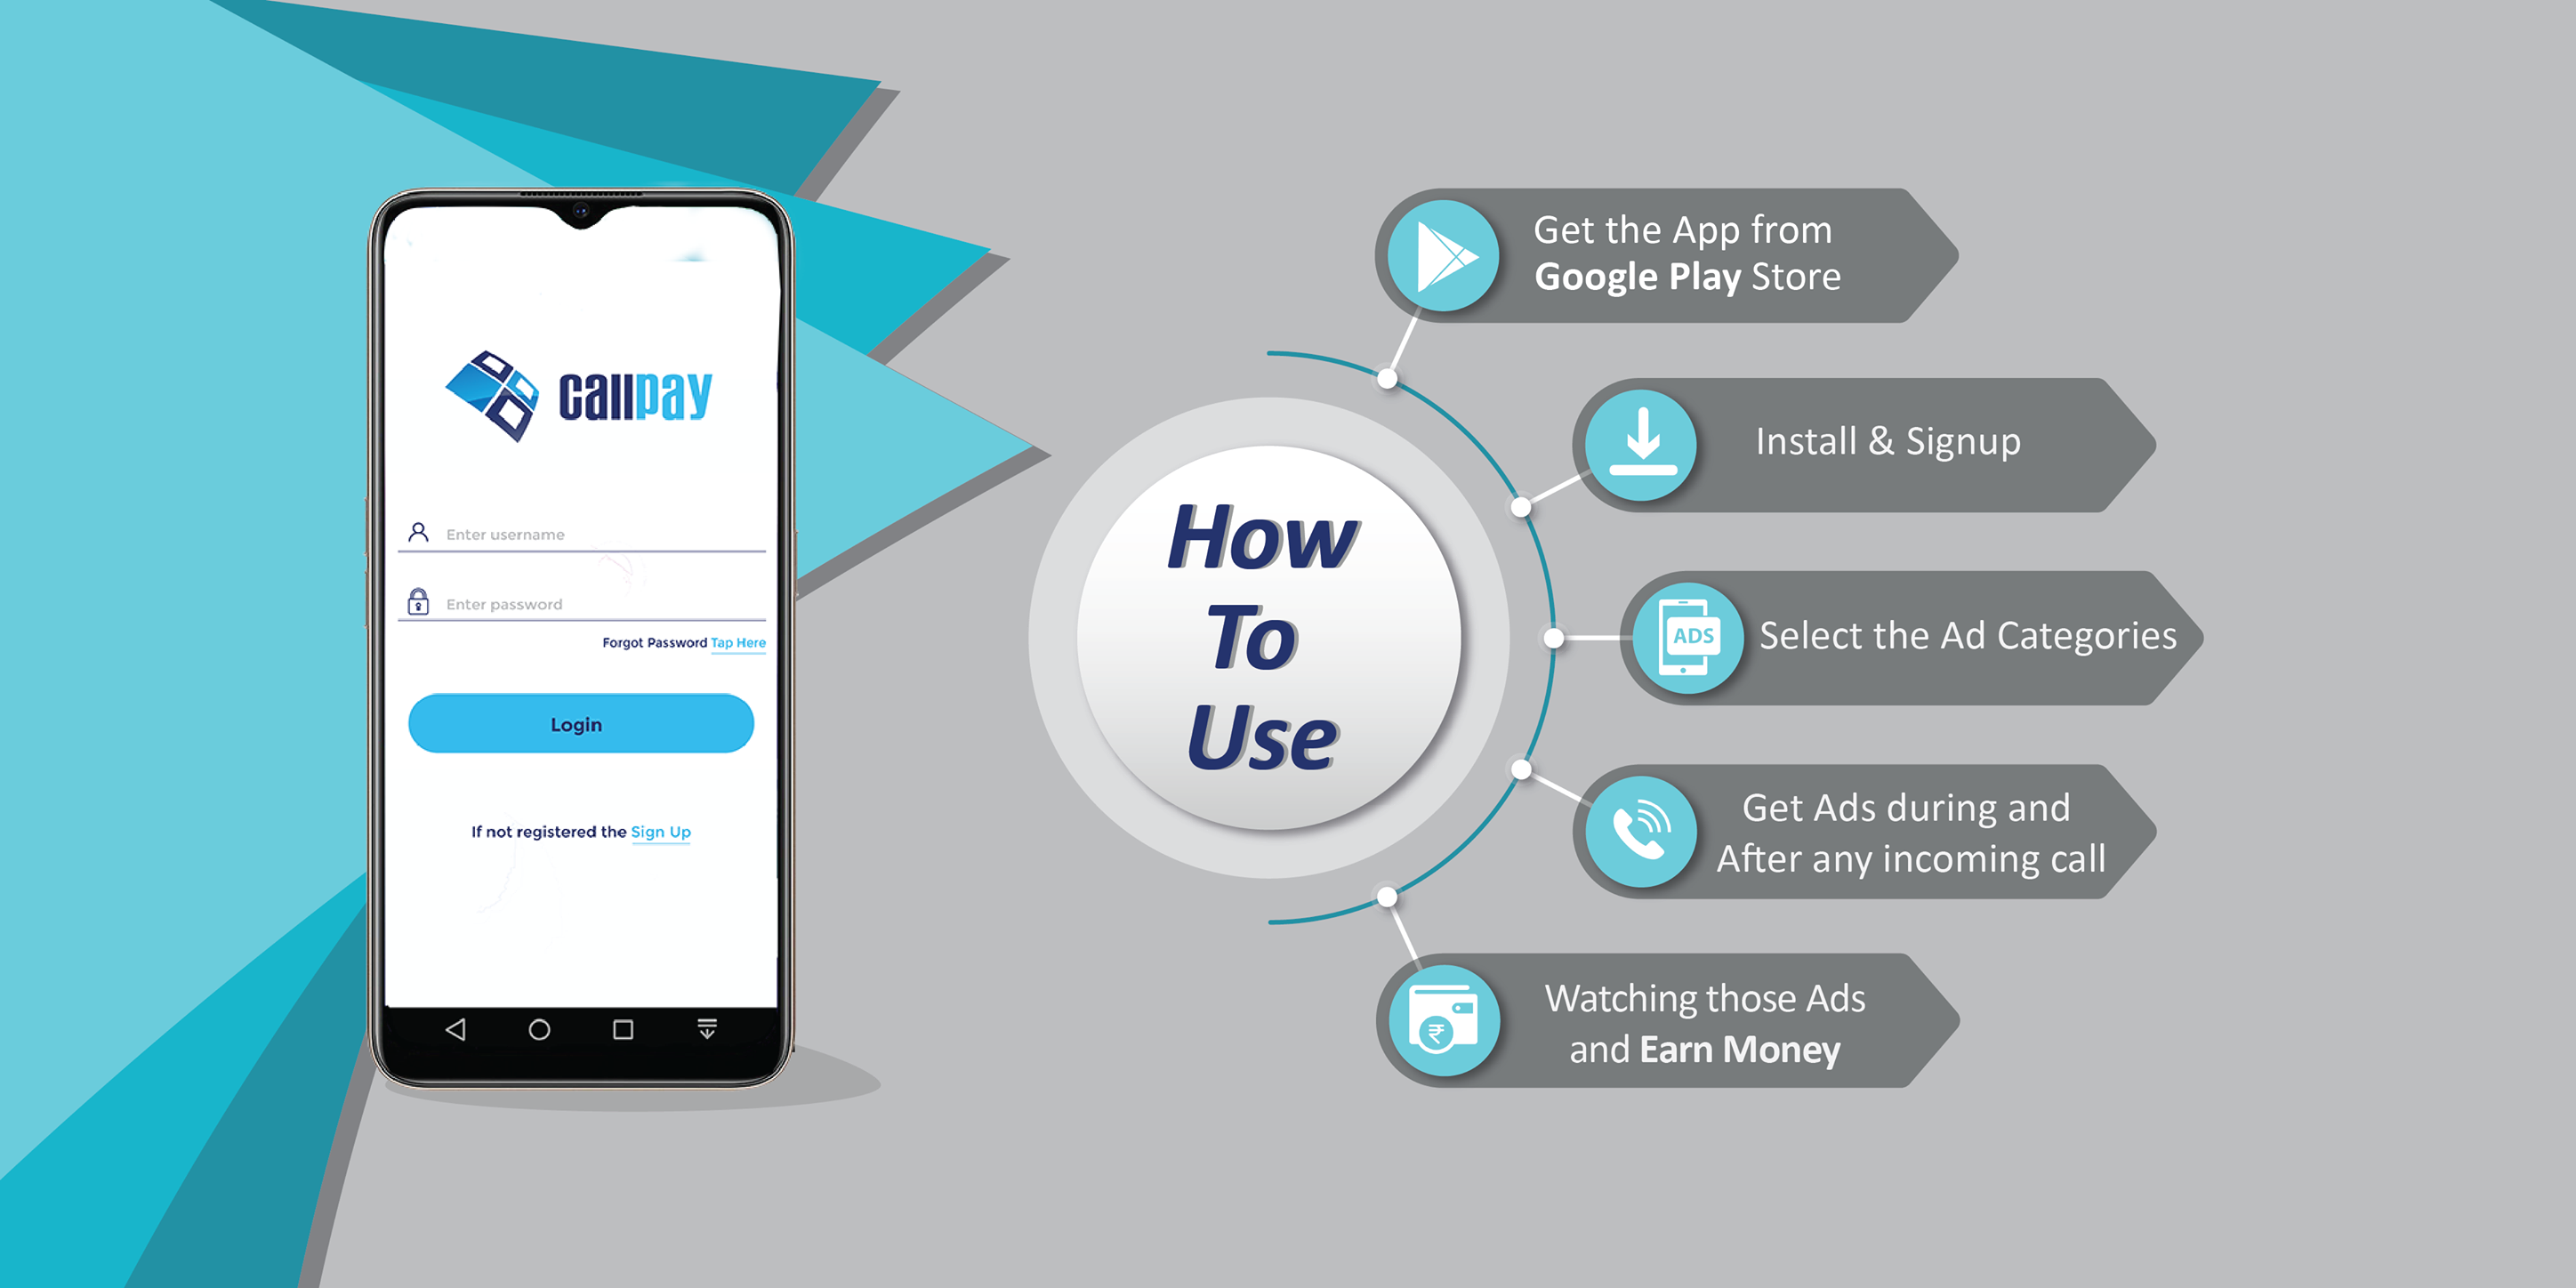 callpay
Enter username
Enter password
Forgot Password Tap Here
Login
If not registered the Sign Up
How
To
Use
Get the App from
Google Play Store
Install & Signup
ADS
Select the Ad Categories
Get Ads during and
After any incoming call
₹
Watching those Ads
and Earn Money